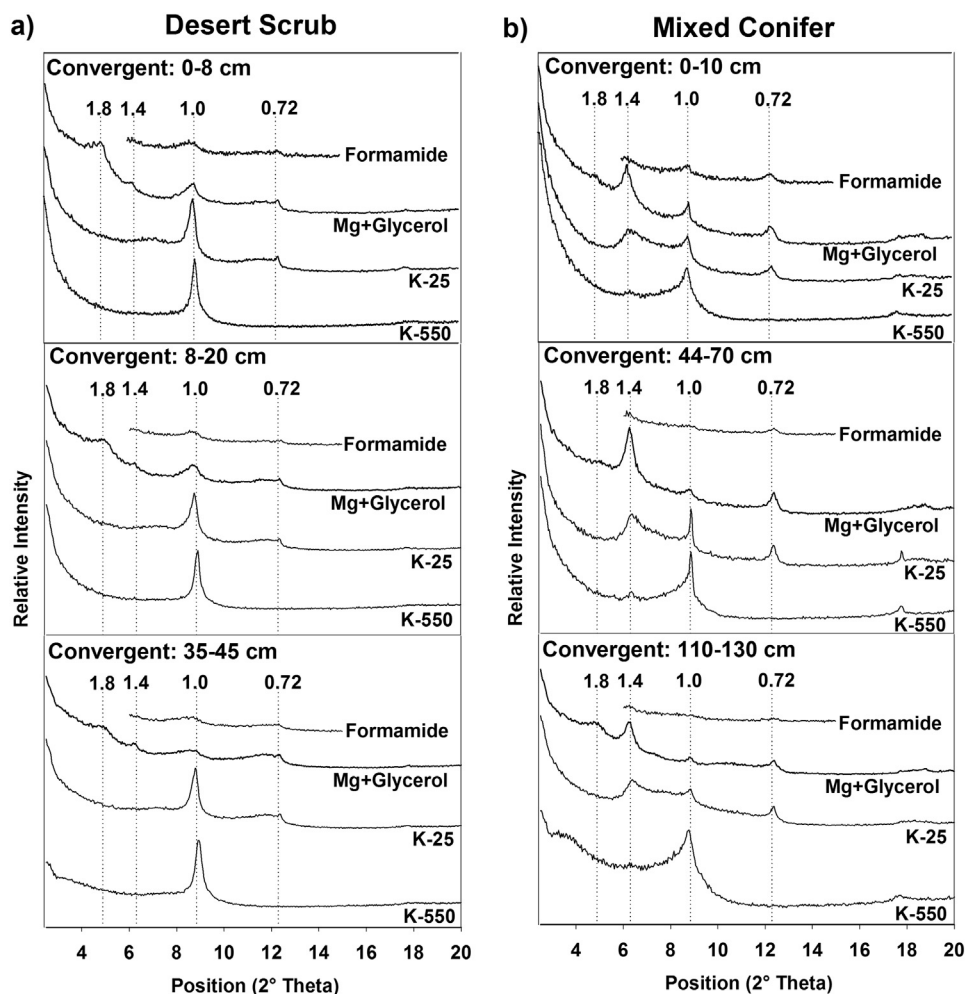 a) Desert Scrub
Convergent: 0-8 cm
1.8 1.4 1.0 0.72
Formamide
Mg+Glycerol
K-25
K-550
Convergent: 8-20 cm
1.8 1.4 1.0 0.72
Formamide
Mg+Glycerol
K-25
K-550
Convergent: 35-45 cm
1.8 1.4 1.0 0.72
Formamide
Mg+Glycerol
K-25
K-550
Relative Intensity
4 6 8 10 12 14 16 18 20
Position (2° Theta)
b) Mixed Conifer
Convergent: 0-10 cm
1.8 1.4 1.0 0.72
Formamide
Mg+Glycerol
K-25
K-550
Convergent: 44-70 cm
1.8 1.4 1.0 0.72
Formamide
Mg+Glycerol
K-25
K-550
Convergent: 110-130 cm
1.8 1.4 1.0 0.72
Formamide
Mg+Glycerol
K-25
K-550
Relative Intensity
4 6 8 10 12 14 16 18 20
Position (2° Theta)